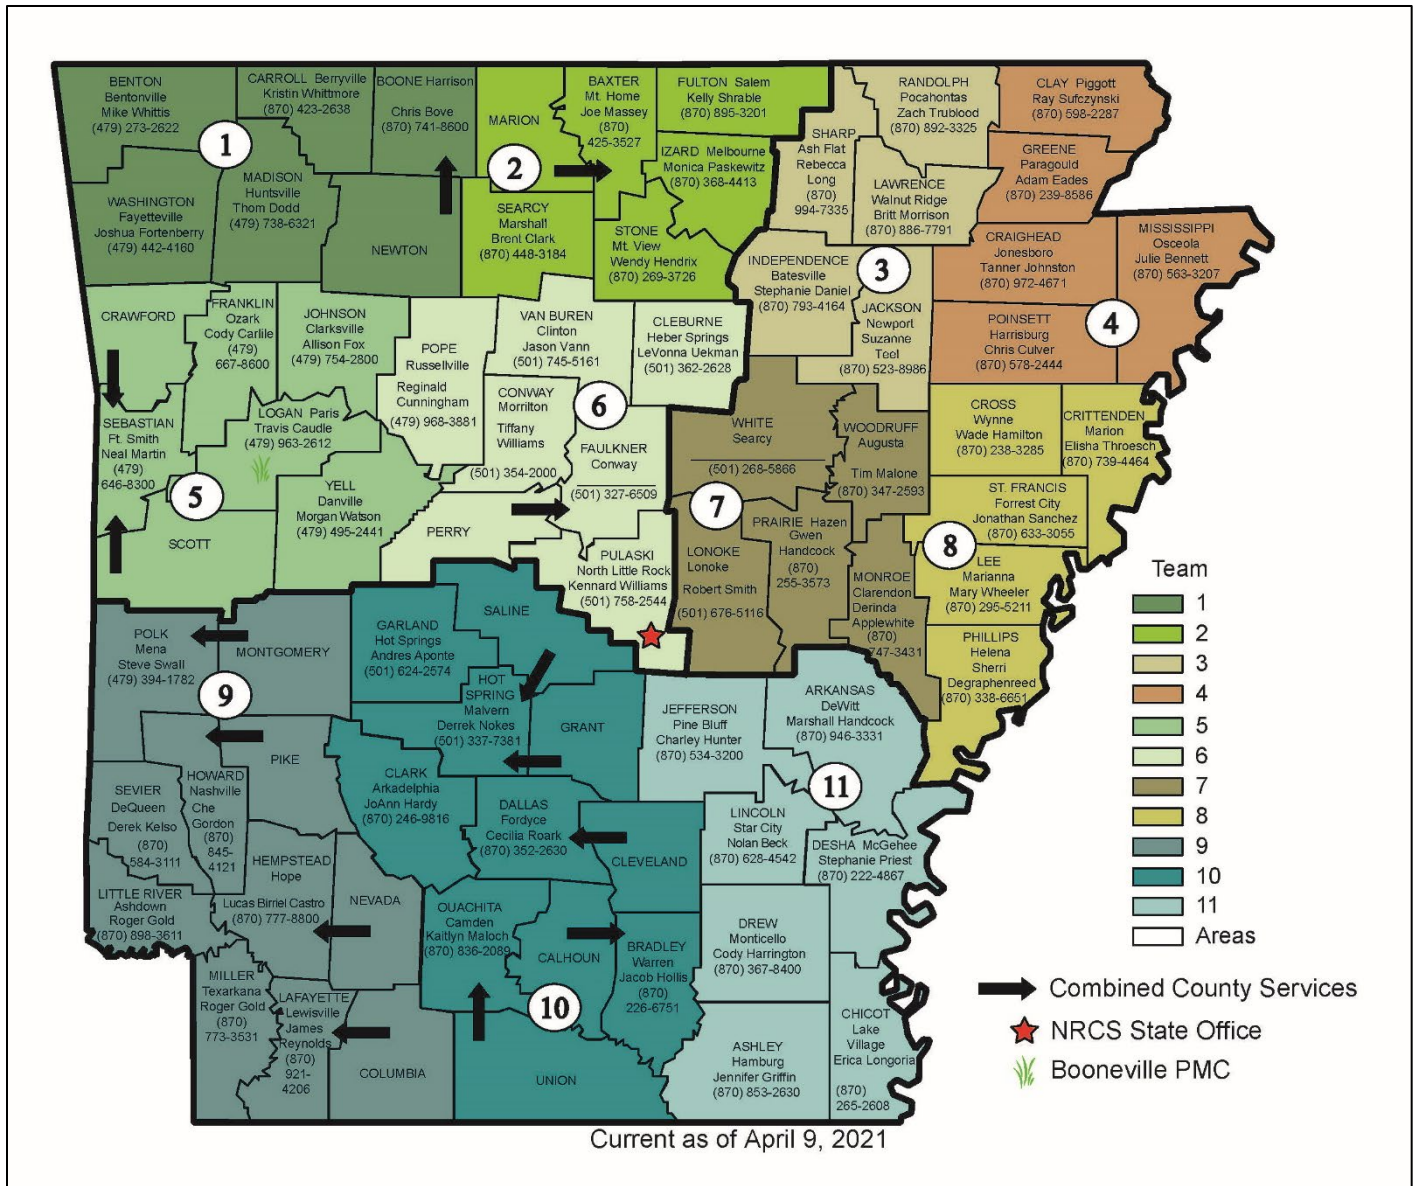 BENTON
Bentonville
Mike Whittis
(479) 273-2622
CARROLL Berryville
Kristin Whittmore
(870) 423-2638
BOONE Harrison
Chris Bove
(870) 741-8600
MARION
BAXTER
Mt. Home
Joe Massey
(870)
425-3527
FULTON Salem
Kelly Shrable
(870) 895-3201
IZARD Melbourne
Monica Paskewitz
(870) 368-4413
1
2
WASHINGTON
Fayetteville
Joshua Fortenberry
(479) 442-4160
MADISON
Huntsville
Thom Dodd
(479) 738-6321
NEWTON
SEARCY
Marshall
Bront Clark
(870) 448-3184
STONE
Mt. View
Wendy Hendrix
(870) 269-3726
SHARP
Ash Flat
Rebecca
Long
(870)
994-7335
RANDOLPH
Pocahontas
Zach Trublood
(870) 892-3325
LAWRENCE
Walnut Ridge
Britt Morrison
(870) 886-7791
CLAY Piggott
Ray Sufczynski
(870) 598-2287
GREENE
Paragould
Adam Eades
(870) 239-8586
INDEPENDENCE
Batesville
Stephanie Daniel
(870) 793-4164
3
JACKSON
Newport
Suzanne
Teel
(870) 523-8986
CRAIGHEAD
Jonesboro
Tanner Johnston
(870) 972-4671
MISSISSIPPI
Osceola
Julie Bennett
(870) 563-3207
POINSETT
Harrisburg
Chris Culver
(870) 578-2444
4
CRAWFORD
FRANKLIN
Ozark
Cody Carlile
(479)
667-8600
JOHNSON
Clarksville
Allison Fox
(479) 754-2800
POPE
Russellville
Reginald
Cunningham
(479) 968-3881
VAN BUREN
Clinton
Jason Vann
(501) 745-5161
CLEBURNE
Heber Springs
LeVonna Uekman
(501) 362-2628
CONWAY
Morrilton
Tiffany
Williams
(501) 354-2000
6
FAULKNER
Conway
(501) 327-6509
SEBASTIAN
Ft. Smith
Neal Martin
(479)
646-8300
LOGAN Paris
Travis Caudle
(479) 963-2612
5
YELL
Danville
Morgan Watson
(479) 495-2441
SCOTT
PERRY
PULASKI
North Little Rock
Kennard Williams
(501) 758-2544
WHITE
Searcy
(501) 268-5866
WOODRUFF
Augusta
Tim Malone
(870) 347-2593
7
LONOKE
Lonoke
Robert Smith
(501) 676-5116
PRAIRIE Hazen
Gwen
Handcock
(870)
255-3573
MONROE
Clarendon
Derinda
Applewhite
(870)
747-3431
CROSS
Wynne
Wade Hamilton
(870) 238-3285
CRITTENDEN
Marion
Elisha Throesch
(870) 739-4464
ST. FRANCIS
Forrest City
Jonathan Sanchez
(870) 633-3055
8
LEE
Marianna
Mary Wheeler
(870) 295-5211
PHILLIPS
Helena
Sherri
Degraphenreed
(870) 338-6651
POLK
Mena
Steve Swall
(479) 394-1782
MONTGOMERY
9
GARLAND
Hot Springs
Andres Aponte
(501) 624-2574
SALINE
HOT
SPRING
Malvern
Derrek Nokes
(501) 337-7381
GRANT
PIKE
HOWARD
Nashville
Che
Gordon
(870)
845-
4121
SEVIER
DeQueen
Derek Kelso
(870)
584-3111
CLARK
Arkadelphia
JoAnn Hardy
(870) 246-9816
DALLAS
Fordyce
Cecilia Roark
(870) 352-2630
CLEVELAND
JEFFERSON
Pine Bluff
Charley Hunter
(870) 534-3200
ARKANSAS
DeWitt
Marshall Handcock
(870) 946-3331
11
LINCOLN
Star City
Nolan Beck
(870) 628-4542
DESHA McGehee
Stephanie Priest
(870) 222-4867
LITTLE RIVER
Ashdown
Roger Gold
(870) 898-3611
HEMPSTEAD
Hope
Lucas Birriel Castro
(870) 777-8800
NEVADA
OUACHITA
Camden
Kaitlyn Maloch
(870) 836-2089
CALHOUN
10
BRADLEY
Warren
Jacob Hollis
(870)
226-6751
DREW
Monticello
Cody Harrington
(870) 367-8400
MILLER
Texarkana
Roger Gold
(870)
773-3531
LAFAYETTE
Lewisville
James
Reynolds
(870)
921-
4206
COLUMBIA
UNION
ASHLEY
Hamburg
Jennifer Griffin
(870) 853-2630
CHICOT
Lake
Village
Erica Longoria
(870)
265-2608
Team
1
2
3
4
5
6
7
8
9
10
11
Areas
Combined County Services
NRCS State Office
Booneville PMC
Current as of April 9, 2021